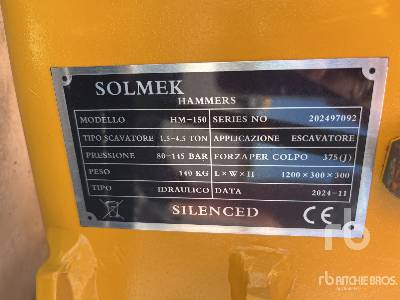 SOLMEK
HAMMERS
MODELLO HM-150 SERIES NO 202497092
TIPO SCAVATORE 1,5-4,5 TON APPLICAZIONE ESCAVATORE
PRESSIONE 80-145 BAR FORZAPER COLPO 375(J)
PESO 140 KG L×W×H 1200×300×300
TIPO IDRAULICO DATA 2024-11
SILENCED CE
rb
rb RITCHIE BROS.